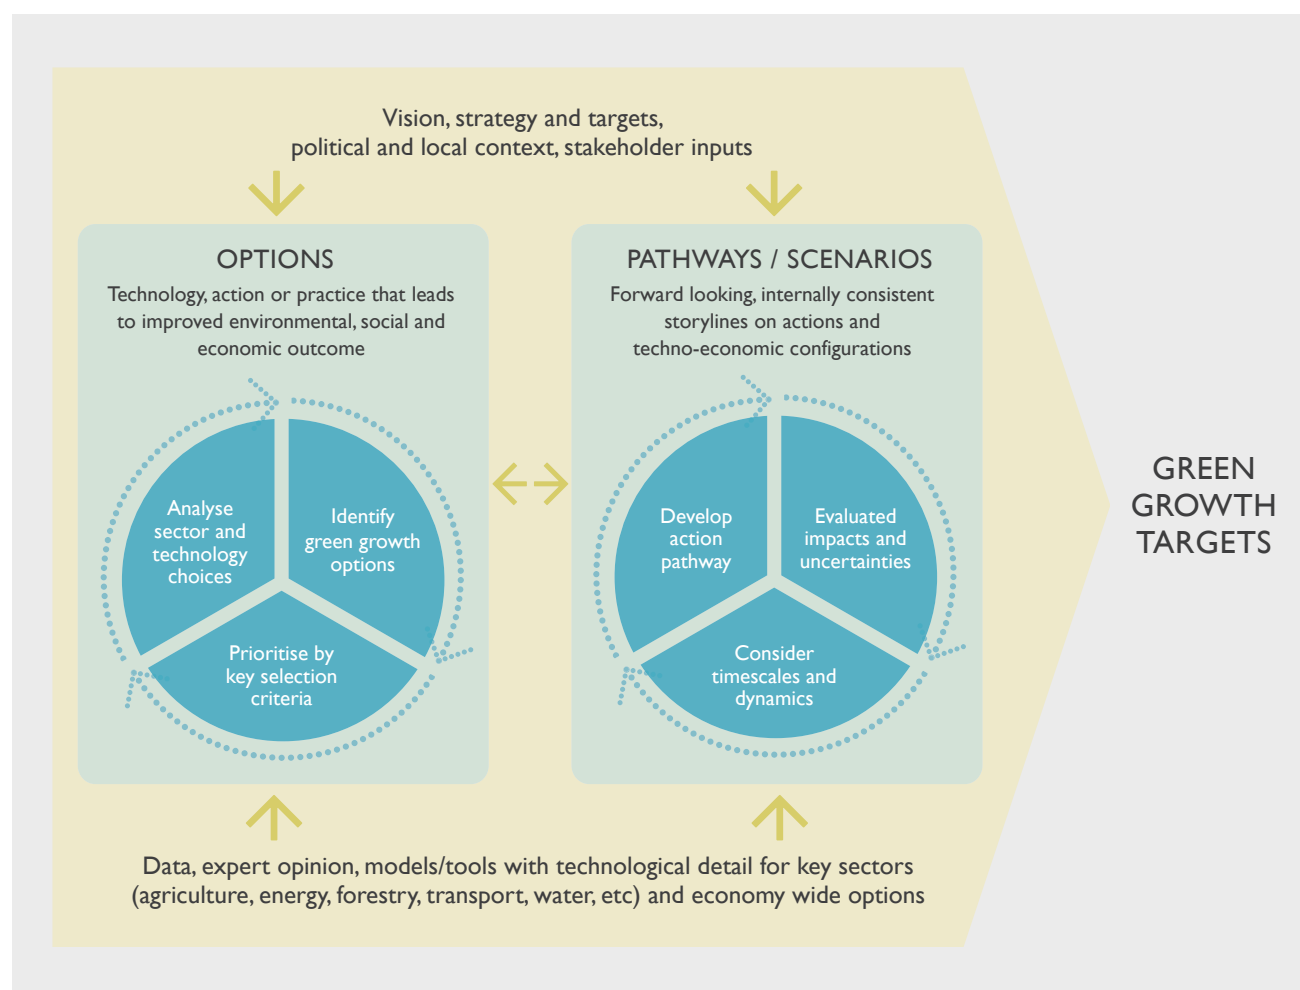 Vision, strategy and targets,
political and local context, stakeholder inputs
OPTIONS
Technology, action or practice that leads
to improved environmental, social and
economic outcome
Analyse
sector and
technology
choices
Identify
green growth
options
Prioritise by
key selection
criteria
PATHWAYS / SCENARIOS
Forward looking, internally consistent
storylines on actions and
techno-economic configurations
Develop
action
pathway
Evaluated
impacts and
uncertainties
Consider
timescales and
dynamics
GREEN
GROWTH
TARGETS
Data, expert opinion, models/tools with technological detail for key sectors
(agriculture, energy, forestry, transport, water, etc) and economy wide options